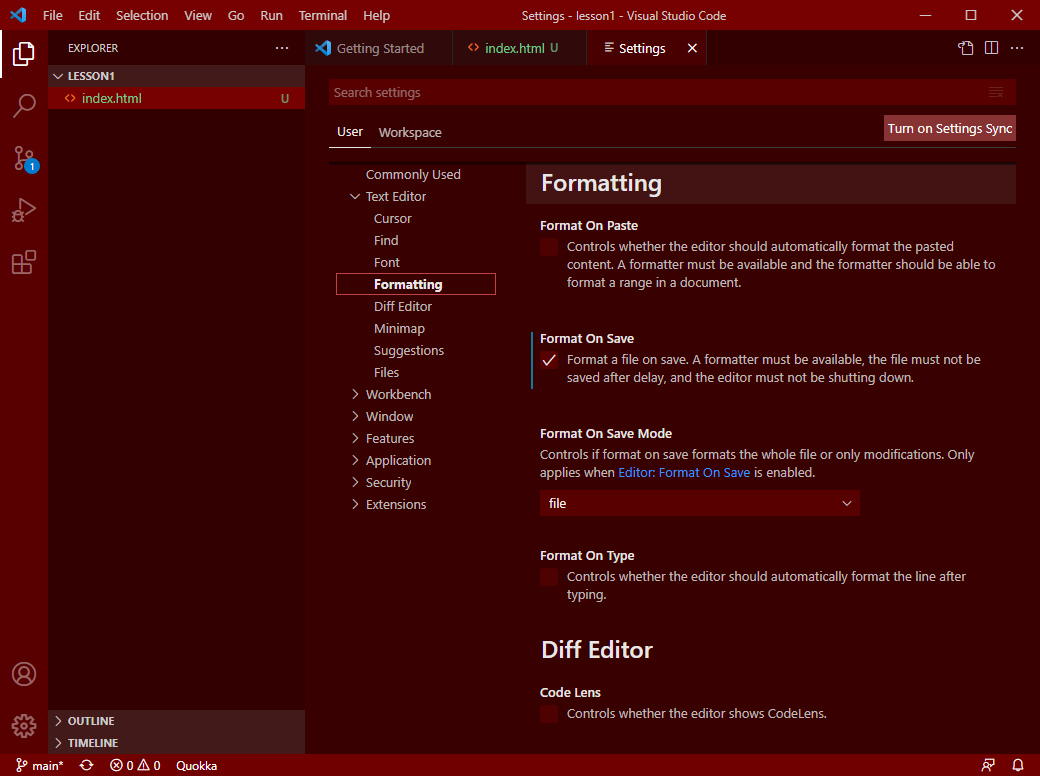 File Edit Selection View Go Run Terminal Help
Settings - lesson1 - Visual Studio Code
EXPLORER
LESSON1
index.html U
1
OUTLINE
TIMELINE
Getting Started
index.html U
Settings
Search settings
User
Workspace
Turn on Settings Sync
Commonly Used
Text Editor
Cursor
Find
Font
Formatting
Diff Editor
Minimap
Suggestions
Files
Workbench
Window
Features
Application
Security
Extensions
Formatting
Format On Paste
Controls whether the editor should automatically format the pasted
content. A formatter must be available and the formatter should be able to
format a range in a document.
Format On Save
Format a file on save. A formatter must be available, the file must not be
saved after delay, and the editor must not be shutting down.
Format On Save Mode
Controls if format on save formats the whole file or only modifications. Only
applies when Editor: Format On Save is enabled.
file
Format On Type
Controls whether the editor should automatically format the line after
typing.
Diff Editor
Code Lens
Controls whether the editor shows CodeLens.
main* 0 0 Quokka